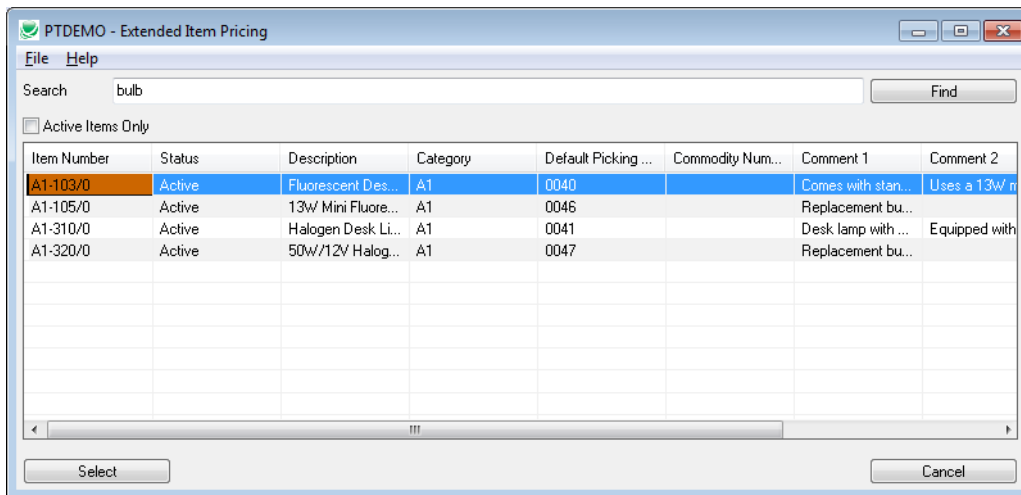 PTDEMO - Extended Item Pricing
File Help
Search bulb Find
Active Items Only
Item Number Status Description Category Default Picking ... Commodity Num... Comment 1 Comment 2
A1-103/0 Active Fluorescent Des... A1 0040 Comes with stan... Uses a 13W m
A1-105/0 Active 13W Mini Fluore... A1 0046 Replacement bu...
A1-310/0 Active Halogen Desk Li... A1 0041 Desk lamp with ... Equipped with
A1-320/0 Active 50W/12V Halog... A1 0047 Replacement bu...
Select Cancel